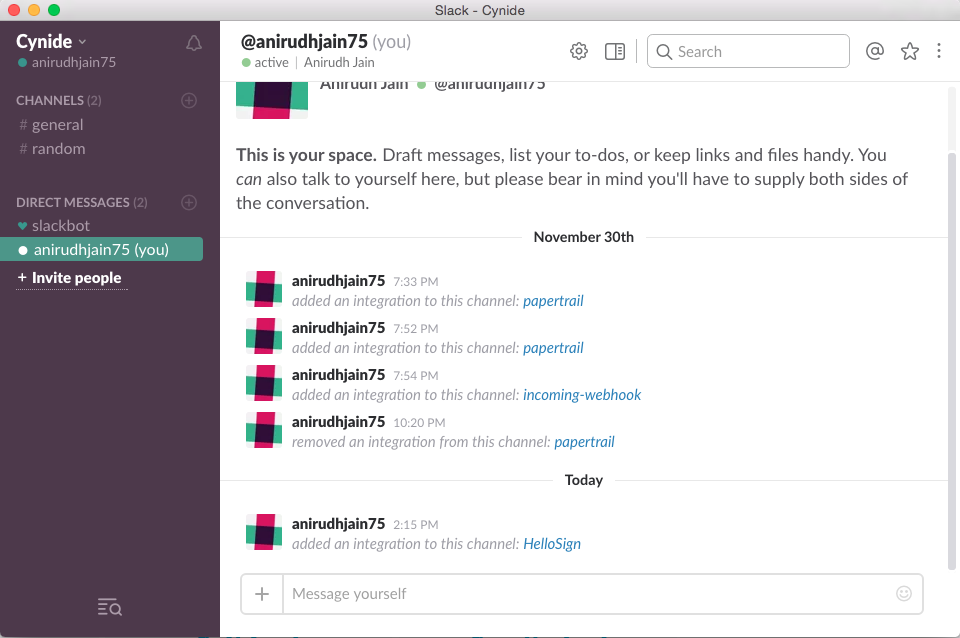 Slack - Cynide
Cynide
anirudhjain75
CHANNELS (2)
# general
# random
DIRECT MESSAGES (2)
slackbot
anirudhjain75 (you)
+ Invite people
@anirudhjain75 (you)
active | Anirudh Jain
Search
Anirudh Jain @anirudhjain75
This is your space. Draft messages, list your to-dos, or keep links and files handy. You
can also talk to yourself here, but please bear in mind you'll have to supply both sides of
the conversation.
November 30th
anirudhjain75 7:33 PM
added an integration to this channel: papertrail
anirudhjain75 7:52 PM
added an integration to this channel: papertrail
anirudhjain75 7:54 PM
added an integration to this channel: incoming-webhook
anirudhjain75 10:20 PM
removed an integration from this channel: papertrail
Today
anirudhjain75 2:15 PM
added an integration to this channel: HelloSign
Message yourself